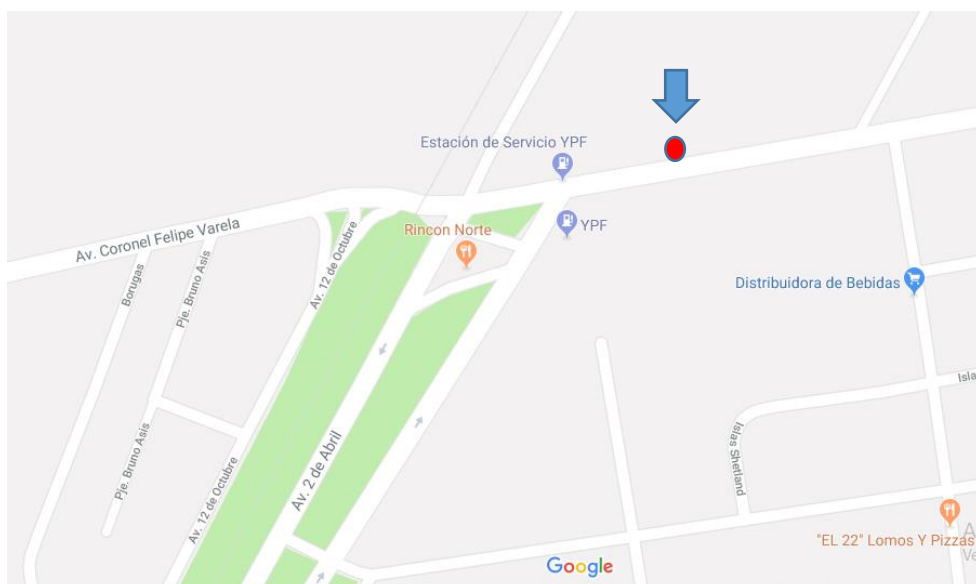 Estación de Servicio YPF
YPF
Rincon Norte
Av. Coronel Felipe Varela
Borugas
Pje. Bruno Asis
Av. 12 de Octubre
Distribuidora de Bebidas
Av. 2 de Abril
Pje. Bruno Asis
Av. 12 de Octubre
Islas Shetland
Isla
"EL 22" Lomos Y Pizzas
Google